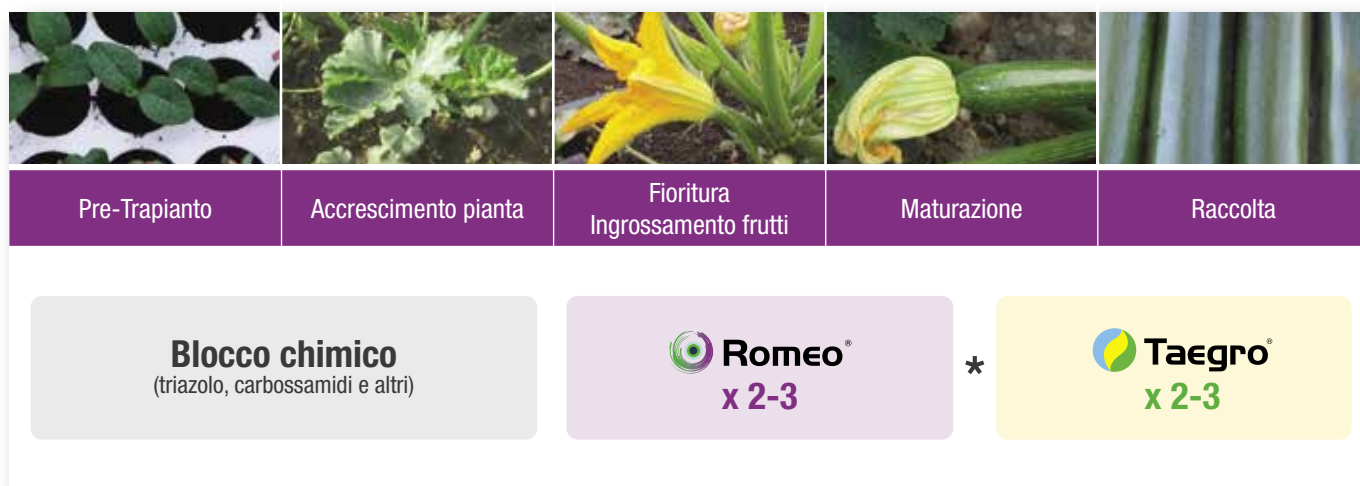 Pre-Trapianto
Accrescimento pianta
Fioritura
Ingrossamento frutti
Maturazione
Raccolta
Blocco chimico
(triazolo, carbossamidi e altri)
Romeo®
x 2-3
*
Taegro®
x 2-3